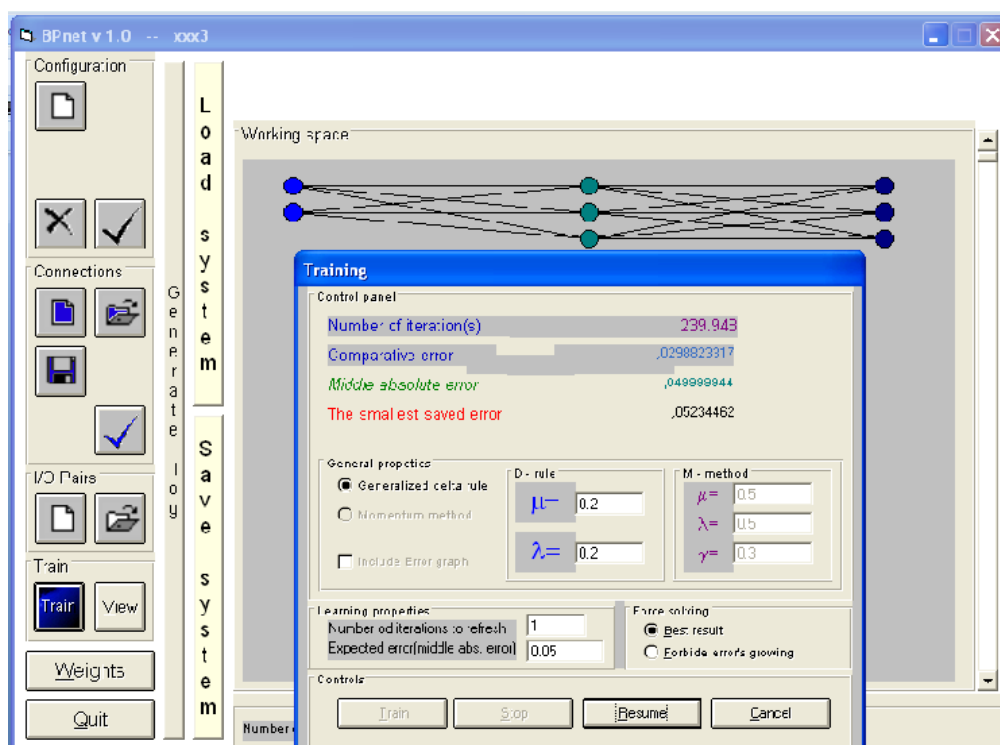 BPnet v 1.0 -- xxx3
Configuration
Load system
Working space
Connections
Generate
I/O Pairs
Train
Train
View
Weights
Quit
Save system
Training
Control panel
Number of iteration(s) 239.943
Comparative error ,0298823317
Middle absolute error ,049999944
The smallest saved error ,05234462
General propeties
Generalized delta rule
Momentum method
Include Error graph
D - rule
μ= 0.2
λ= 0.2
M - method
μ= 0.5
λ= 0.5
γ= 0.3
Learning properties
Number od iterations to refresh 1
Expected error(middle abs. error) 0.05
Force solving
Best result
Forbide error's growing
Controls
Train
Stop
Resume
Cancel